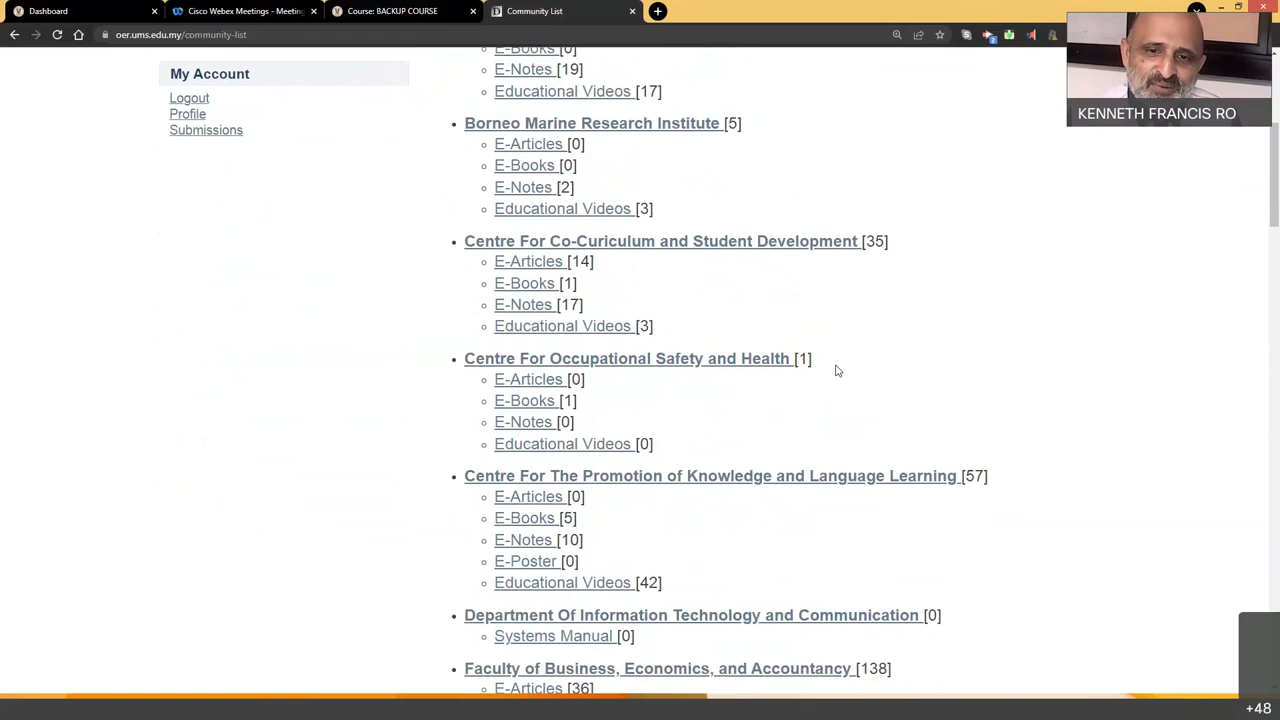 Dashboard
Cisco Webex Meetings - Meeting
Course: BACKUP COURSE
Community List
oer.ums.edu.my/community-list
KENNETH FRANCIS RO
My Account
Logout
Profile
Submissions
E-Books [0]
E-Notes [19]
Educational Videos [17]
Borneo Marine Research Institute [5]
E-Articles [0]
E-Books [0]
E-Notes [2]
Educational Videos [3]
Centre For Co-Curiculum and Student Development [35]
E-Articles [14]
E-Books [1]
E-Notes [17]
Educational Videos [3]
Centre For Occupational Safety and Health [1]
E-Articles [0]
E-Books [1]
E-Notes [0]
Educational Videos [0]
Centre For The Promotion of Knowledge and Language Learning [57]
E-Articles [0]
E-Books [5]
E-Notes [10]
E-Poster [0]
Educational Videos [42]
Department Of Information Technology and Communication [0]
Systems Manual [0]
Faculty of Business, Economics, and Accountancy [138]
E-Articles [36]
+48